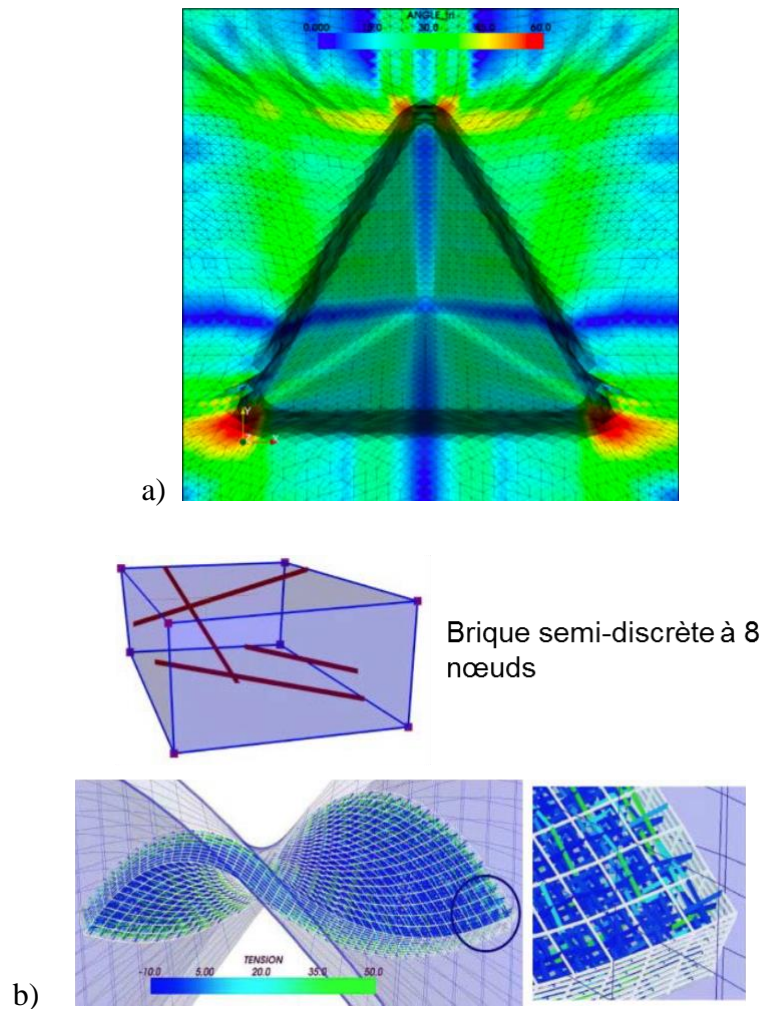 ANGLE_tri
0.000 30.0 60.0
Y
X
a)
Brique semi-discrète à 8
nœuds
TENSION
-10.0 5.00 20.0 35.0 50.0
b)